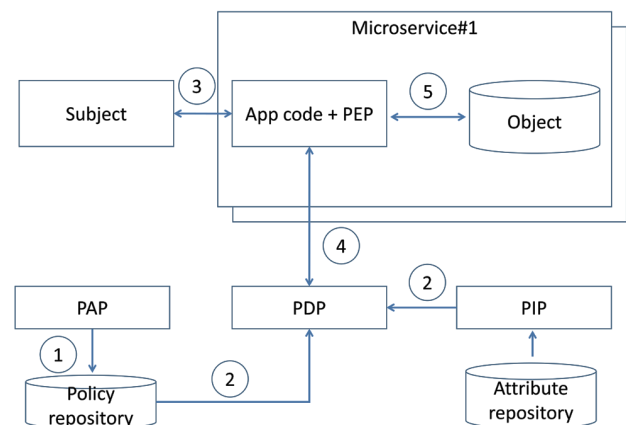 Microservice#1
3
5
Subject
App code + PEP
Object
4
2
PAP
PDP
PIP
1
2
Policy
repository
Attribute
repository